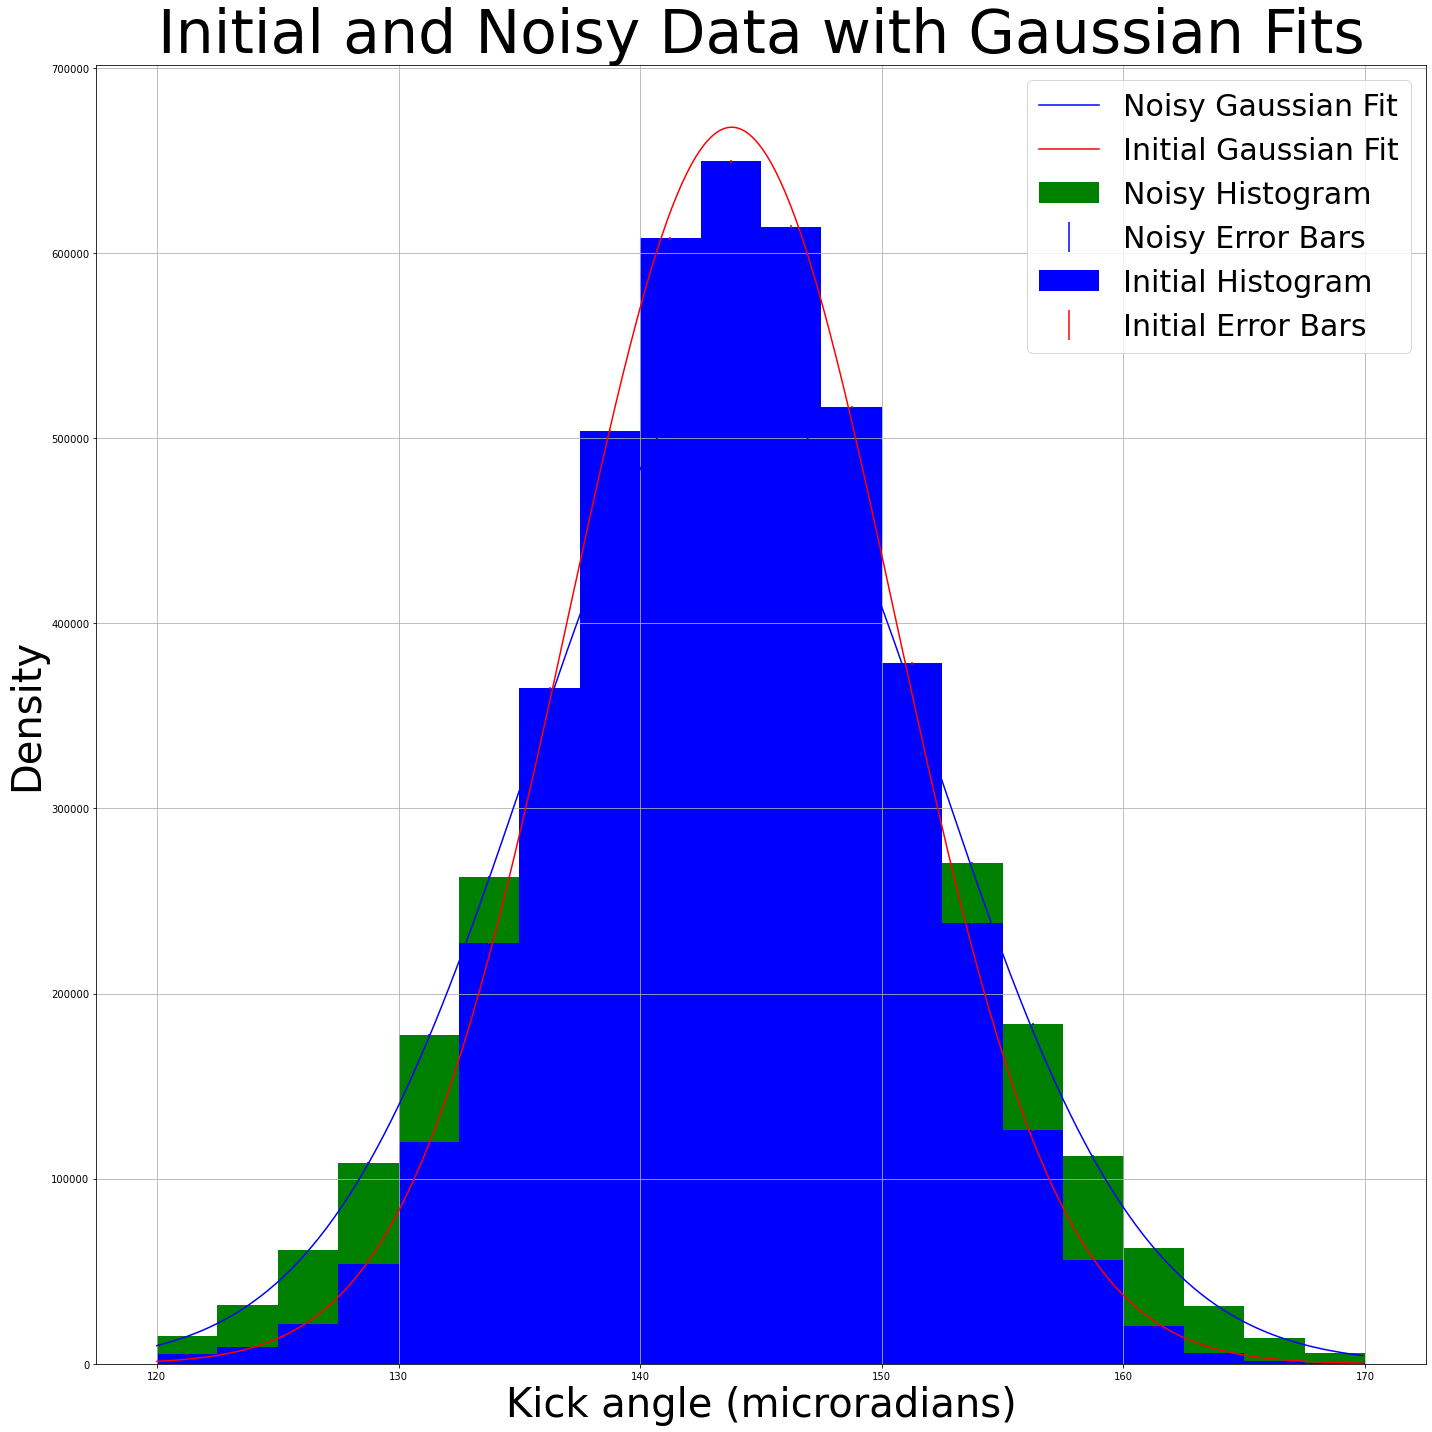 Initial and Noisy Data with Gaussian Fits
700000
600000
500000
400000
300000
200000
100000
0
Density
Noisy Gaussian Fit
Initial Gaussian Fit
Noisy Histogram
Noisy Error Bars
Initial Histogram
Initial Error Bars
120 130 140 150 160 170
Kick angle (microradians)